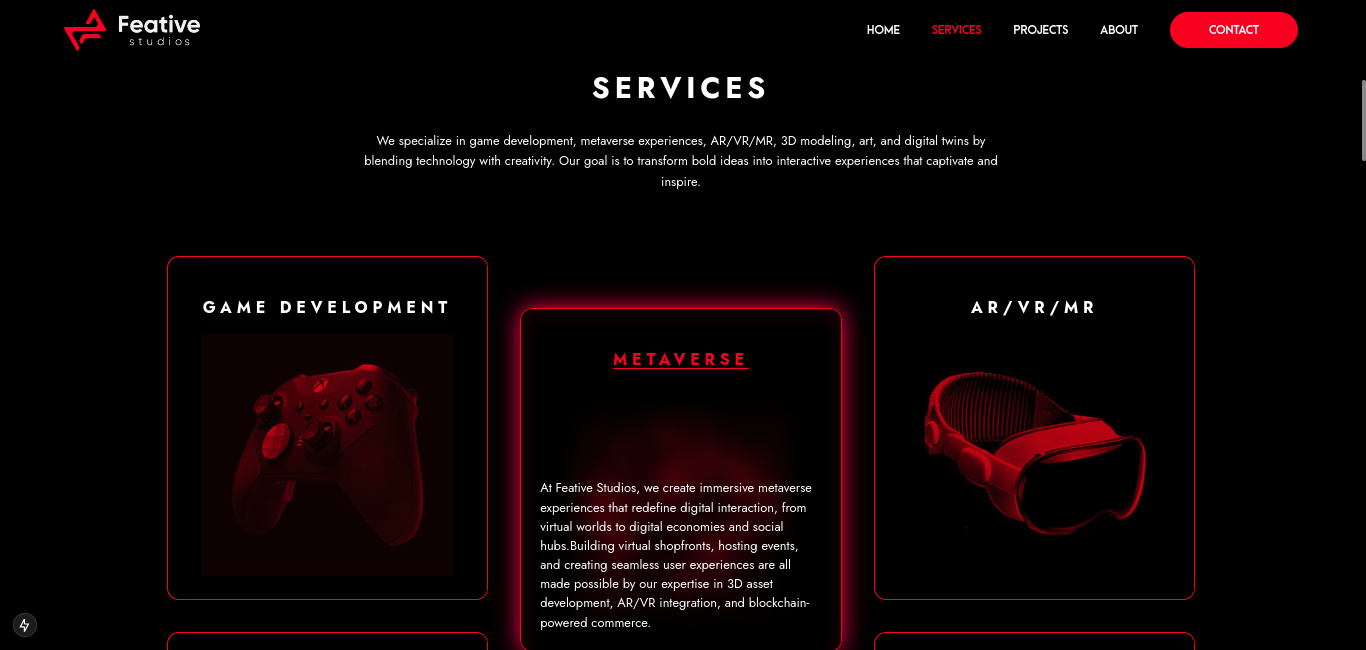 Feative
studios
HOME
SERVICES
PROJECTS
ABOUT
CONTACT
SERVICES
We specialize in game development, metaverse experiences, AR/VR/MR, 3D modeling, art, and digital twins by
blending technology with creativity. Our goal is to transform bold ideas into interactive experiences that captivate and
inspire.
GAME DEVELOPMENT
METAVERSE
At Feative Studios, we create immersive metaverse
experiences that redefine digital interaction, from
virtual worlds to digital economies and social
hubs.Building virtual shopfronts, hosting events,
and creating seamless user experiences are all
made possible by our expertise in 3D asset
development, AR/VR integration, and blockchain-
powered commerce.
AR/VR/MR